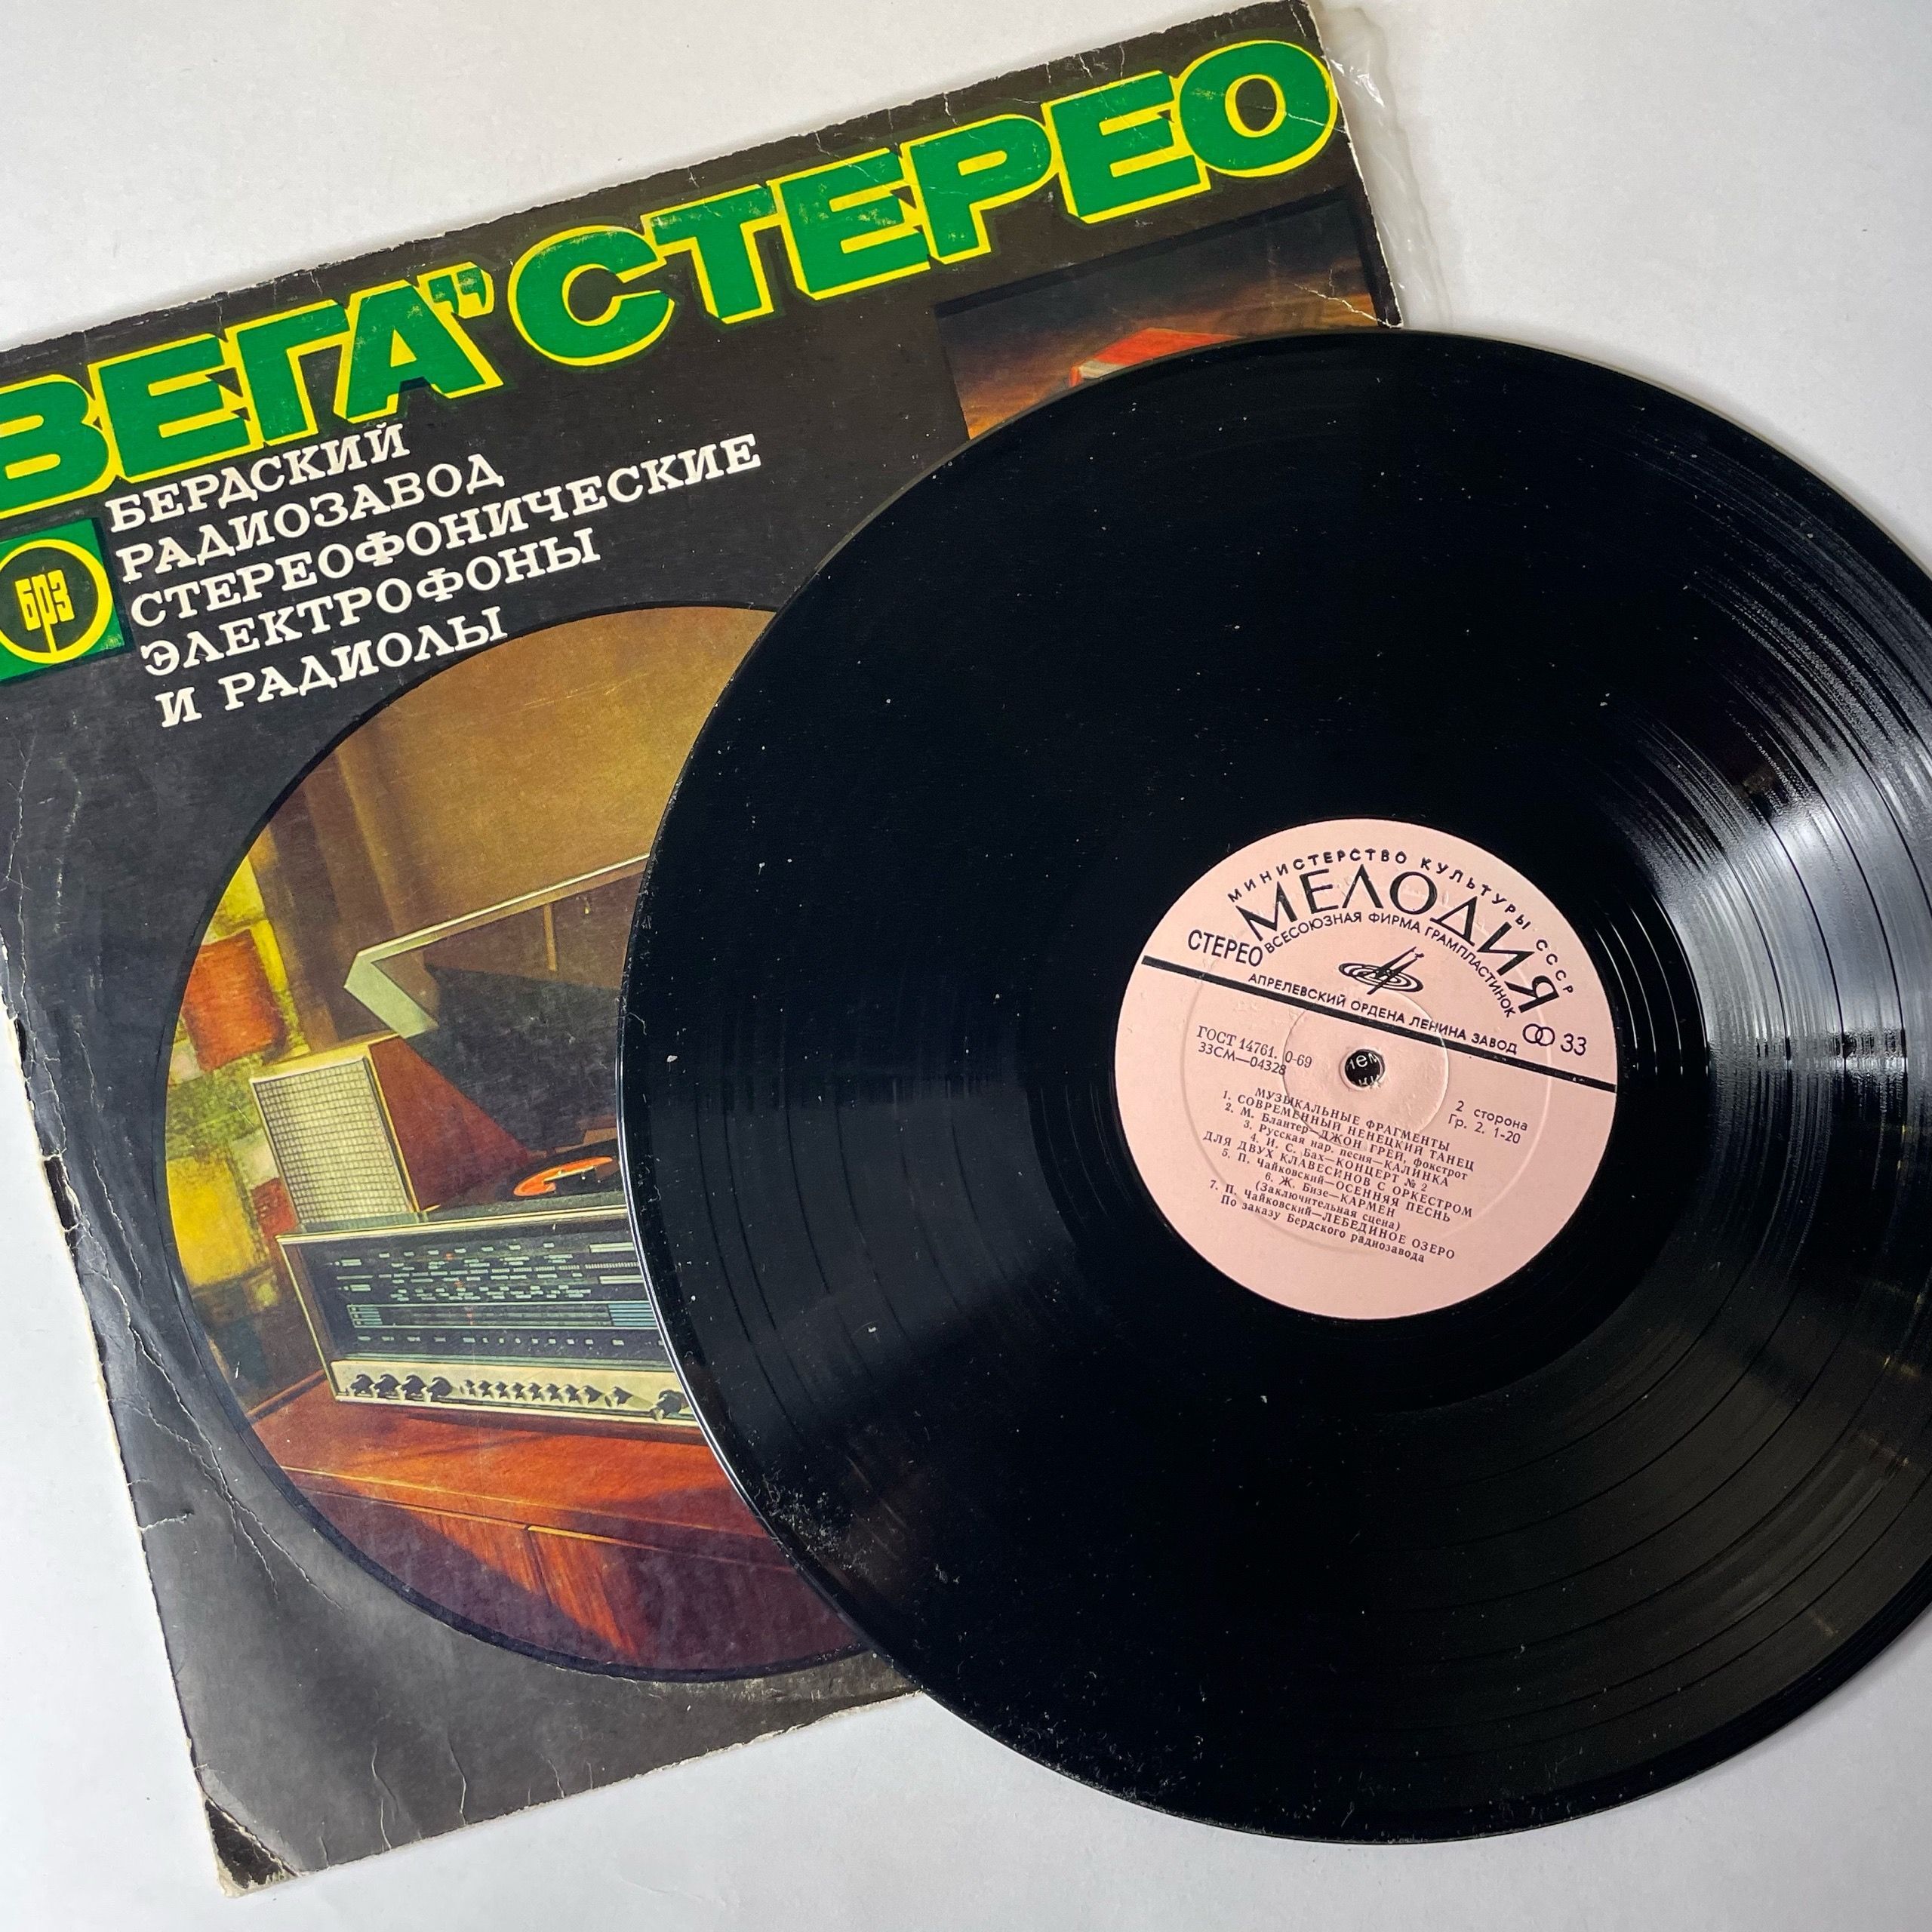 ВЕГА" СТЕРЕО
БЕРДСКИЙ
РАДИОЗАВОД
СТЕРЕОФОНИЧЕСКИЕ
ЭЛЕКТРОФОНЫ
И РАДИОЛЫ
БРЗ
МИНИСТЕРСТВО КУЛЬТУРЫ СССР
МЕЛОДИЯ
ВСЕСОЮЗНАЯ ФИРМА ГРАМПЛАСТИНОК
СТЕРЕО
АПРЕЛЕВСКИЙ ОРДЕНА ЛЕНИНА ЗАВОД
33
ГОСТ 14761. 0-69
33СМ—04328
2 сторона
Гр. 2. 1-20
МУЗЫКАЛЬНЫЕ ФРАГМЕНТЫ
1. СОВРЕМЕННЫЙ НЕНЕЦКИЙ ТАНЕЦ
2. М. Блантер—ДЖОН ГРЕЙ, фокстрот
3. Русская нар. песня—КАЛИНКА
4. И. С. Бах—КОНЦЕРТ № 2
ДЛЯ ДВУХ КЛАВЕСИНОВ С ОРКЕСТРОМ
5. П. Чайковский—ОСЕННЯЯ ПЕСНЬ
6. Ж. Бизе—КАРМЕН
(Заключительная сцена)
7. П. Чайковский—ЛЕБЕДИНОЕ ОЗЕРО
По заказу Бердского радиозавода